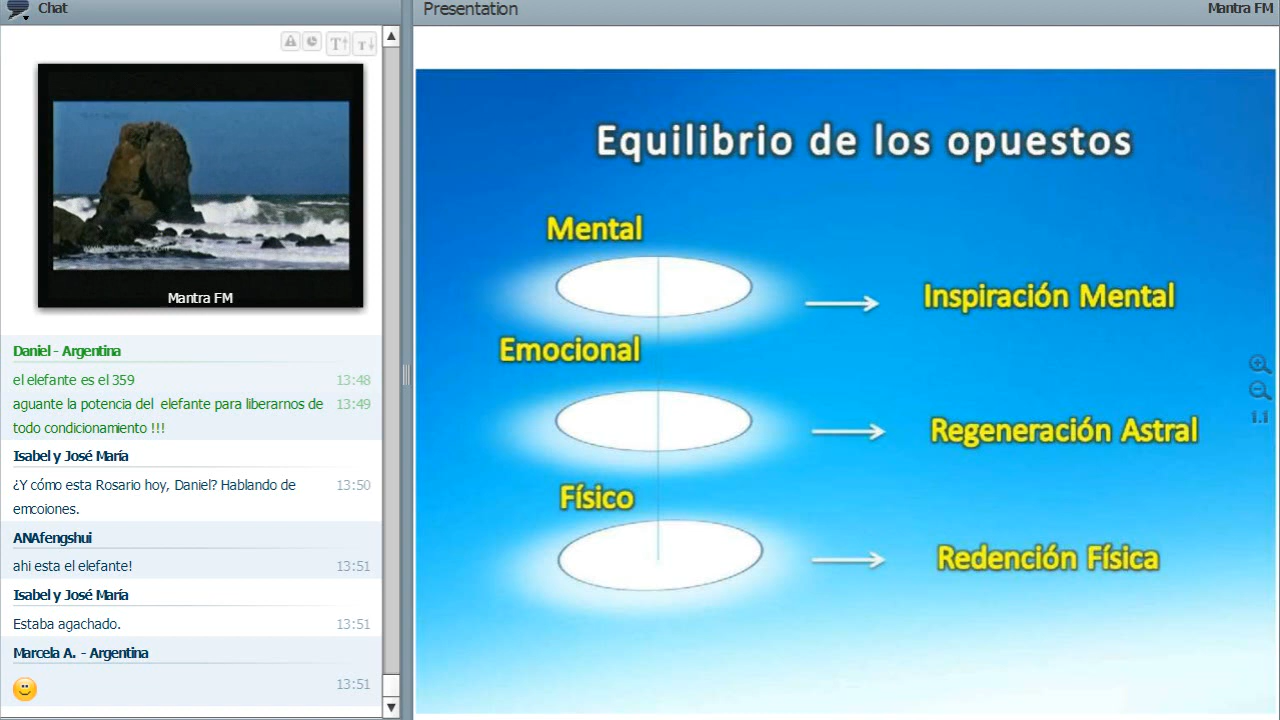 Chat
Mantra FM
Daniel - Argentina
el elefante es el 359 13:48
aguante la potencia del elefante para liberarnos de 13:49
todo condicionamiento !!!
Isabel y José María
¿Y cómo esta Rosario hoy, Daniel? Hablando de 13:50
emcoiones.
ANAfengshui
ahi esta el elefante! 13:51
Isabel y José María
Estaba agachado. 13:51
Marcela A. - Argentina
13:51
Presentation Mantra FM
Equilibrio de los opuestos
Mental
Inspiración Mental
Emocional
Regeneración Astral
Físico
Redención Física
1.1